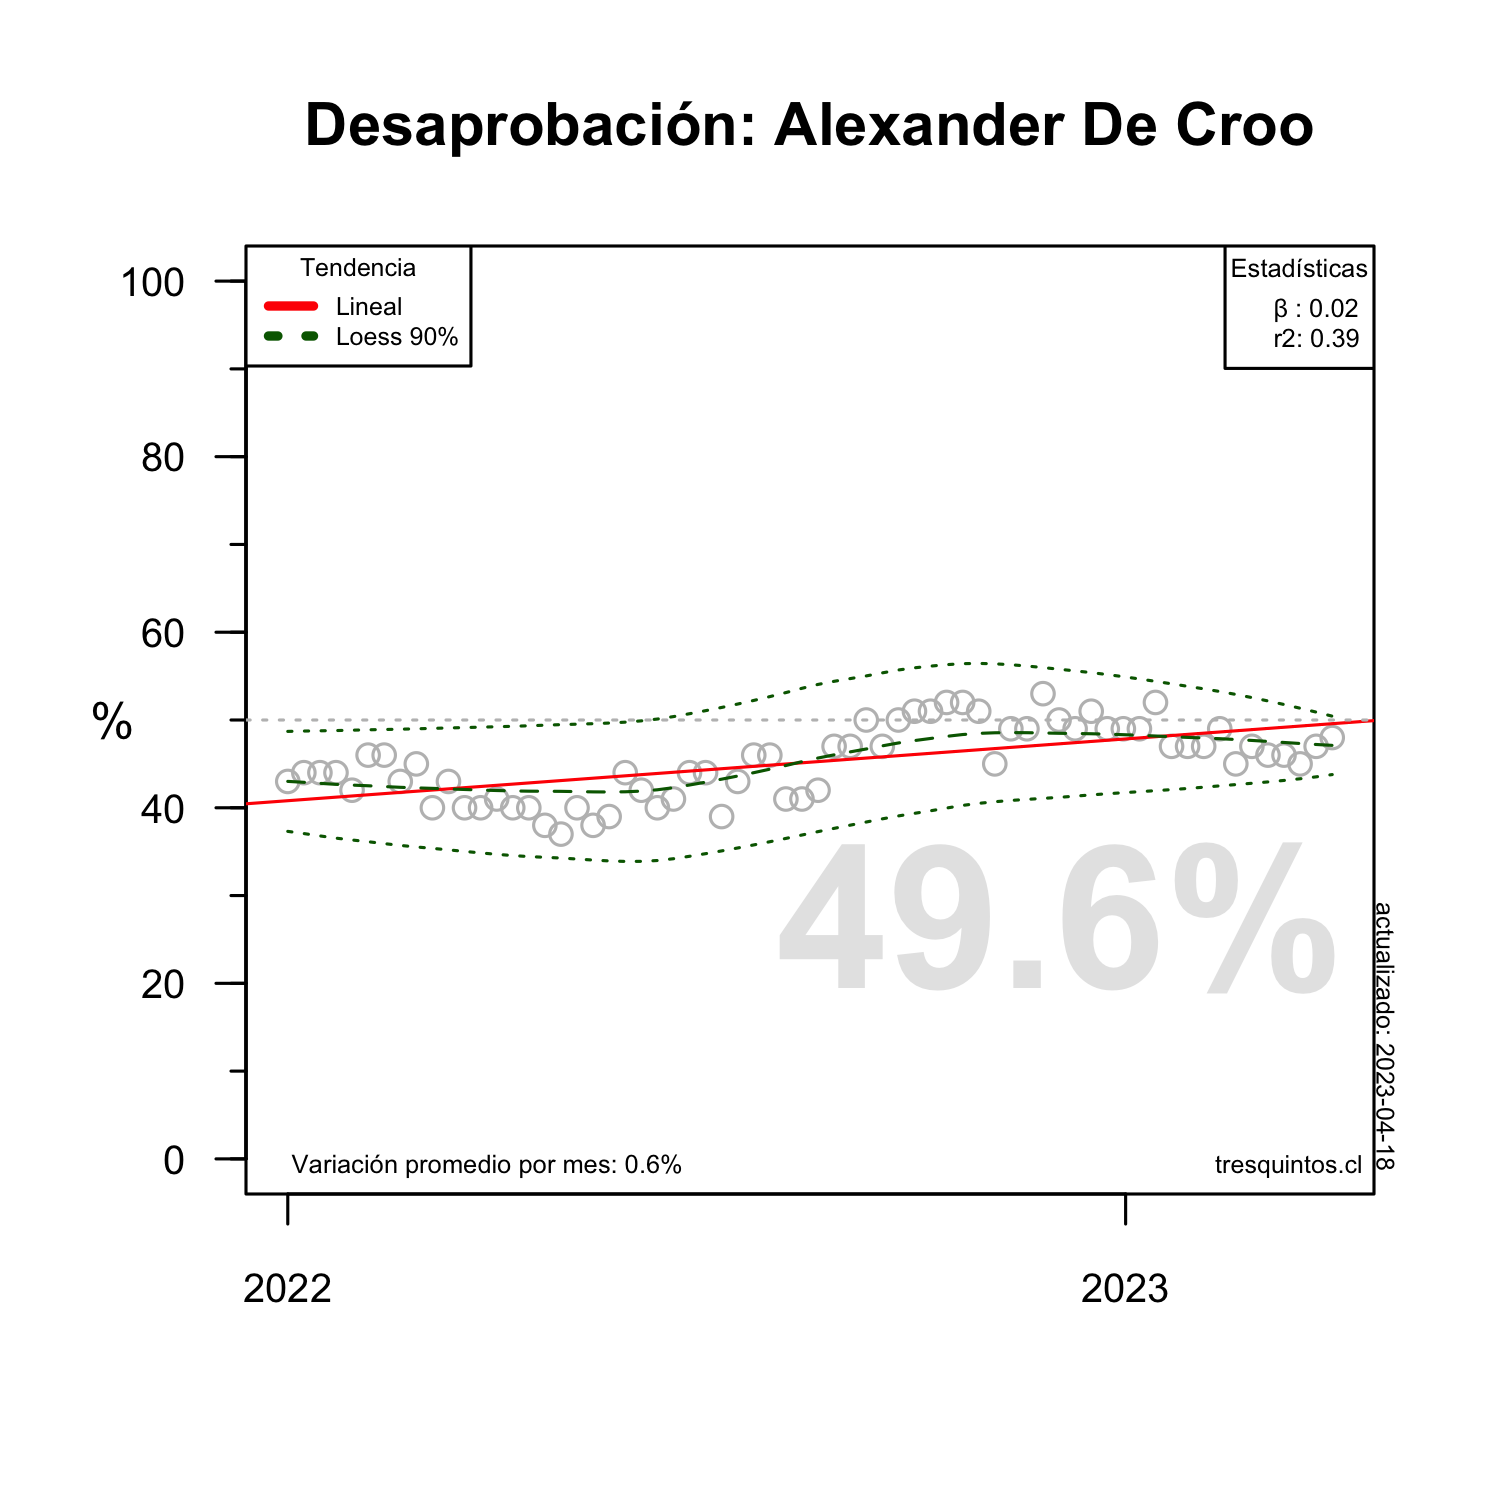 Desaprobación: Alexander De Croo
Tendencia
Lineal
Loess 90%
Estadísticas
β : 0.02
r2: 0.39
100
80
60
%
40
20
0
49.6%
actualizado: 2023-04-18
Variación promedio por mes: 0.6%
tresquintos.cl
2022
2023